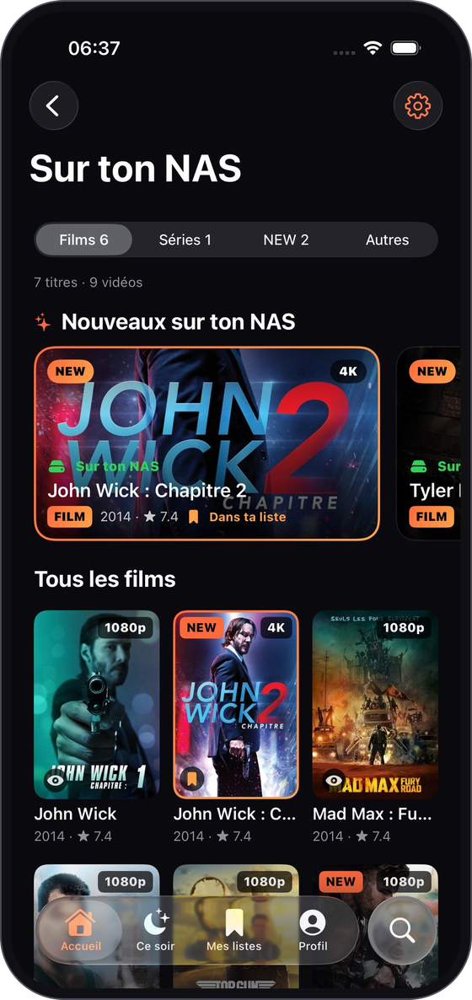 06:37
Sur ton NAS
Films 6 Séries 1 NEW 2 Autres
7 titres · 9 vidéos
Nouveaux sur ton NAS
NEW 4K NEW
JOHN
WICK 2
CHAPITRE
Sur ton NAS Sur
John Wick : Chapitre 2 Tyler
FILM 2014 · ★ 7.4 Dans ta liste FILM
Tous les films
1080p NEW 4K SEULS LES FOUS SURVIVENT 1080p
JOHN WICK
CHAPITRE : 1
JOHN
WICK 2
CHAPITRE
MAD MAX FURY
ROAD
John Wick John Wick : C... Mad Max : Fu...
2014 · ★ 7.4 2014 · ★ 7.4 2014 · ★ 7.4
1080p 1080p NEW 1080p
Accueil Ce soir Mes listes Profil
TOP GUN